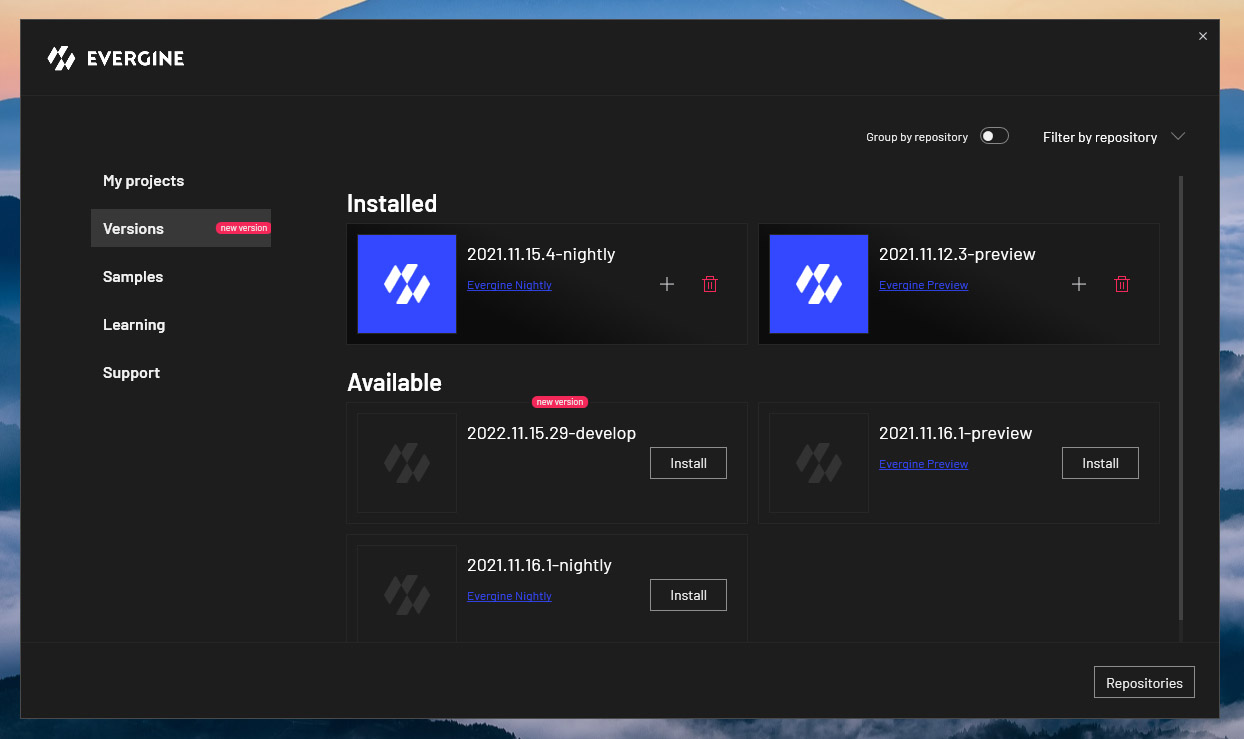 EVERGINE
Group by repository
Filter by repository
My projects
Versions
new version
Samples
Learning
Support
Installed
2021.11.15.4-nightly
Evergine Nightly
2021.11.12.3-preview
Evergine Preview
Available
new version
2022.11.15.29-develop
Install
2021.11.16.1-preview
Evergine Preview
Install
2021.11.16.1-nightly
Evergine Nightly
Install
Repositories